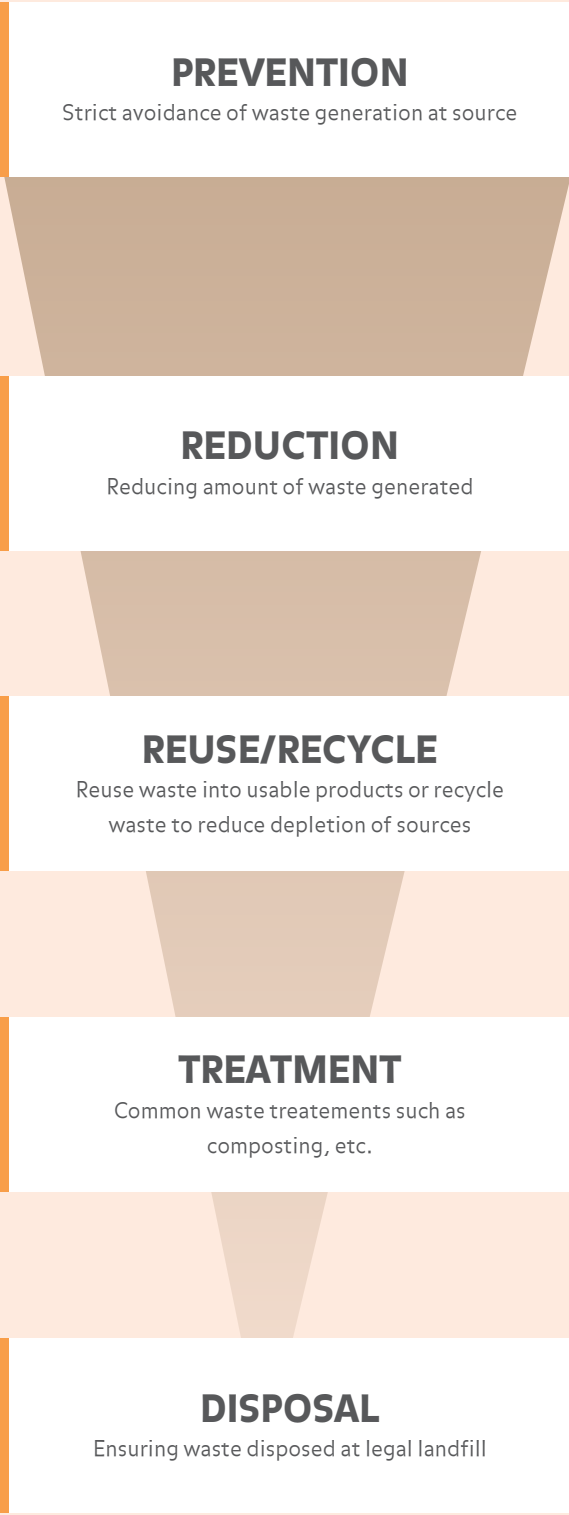 PREVENTION
Strict avoidance of waste generation at source
REDUCTION
Reducing amount of waste generated
REUSE/RECYCLE
Reuse waste into usable products or recycle
waste to reduce depletion of sources
TREATMENT
Common waste treatements such as
composting, etc.
DISPOSAL
Ensuring waste disposed at legal landfill